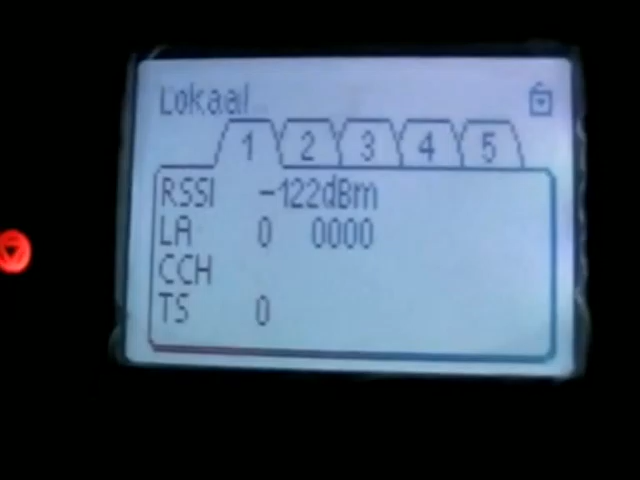 Lokaal
1 2 3 4 5
RSSI -122dBm
LA 0 0000
CCH
TS 0